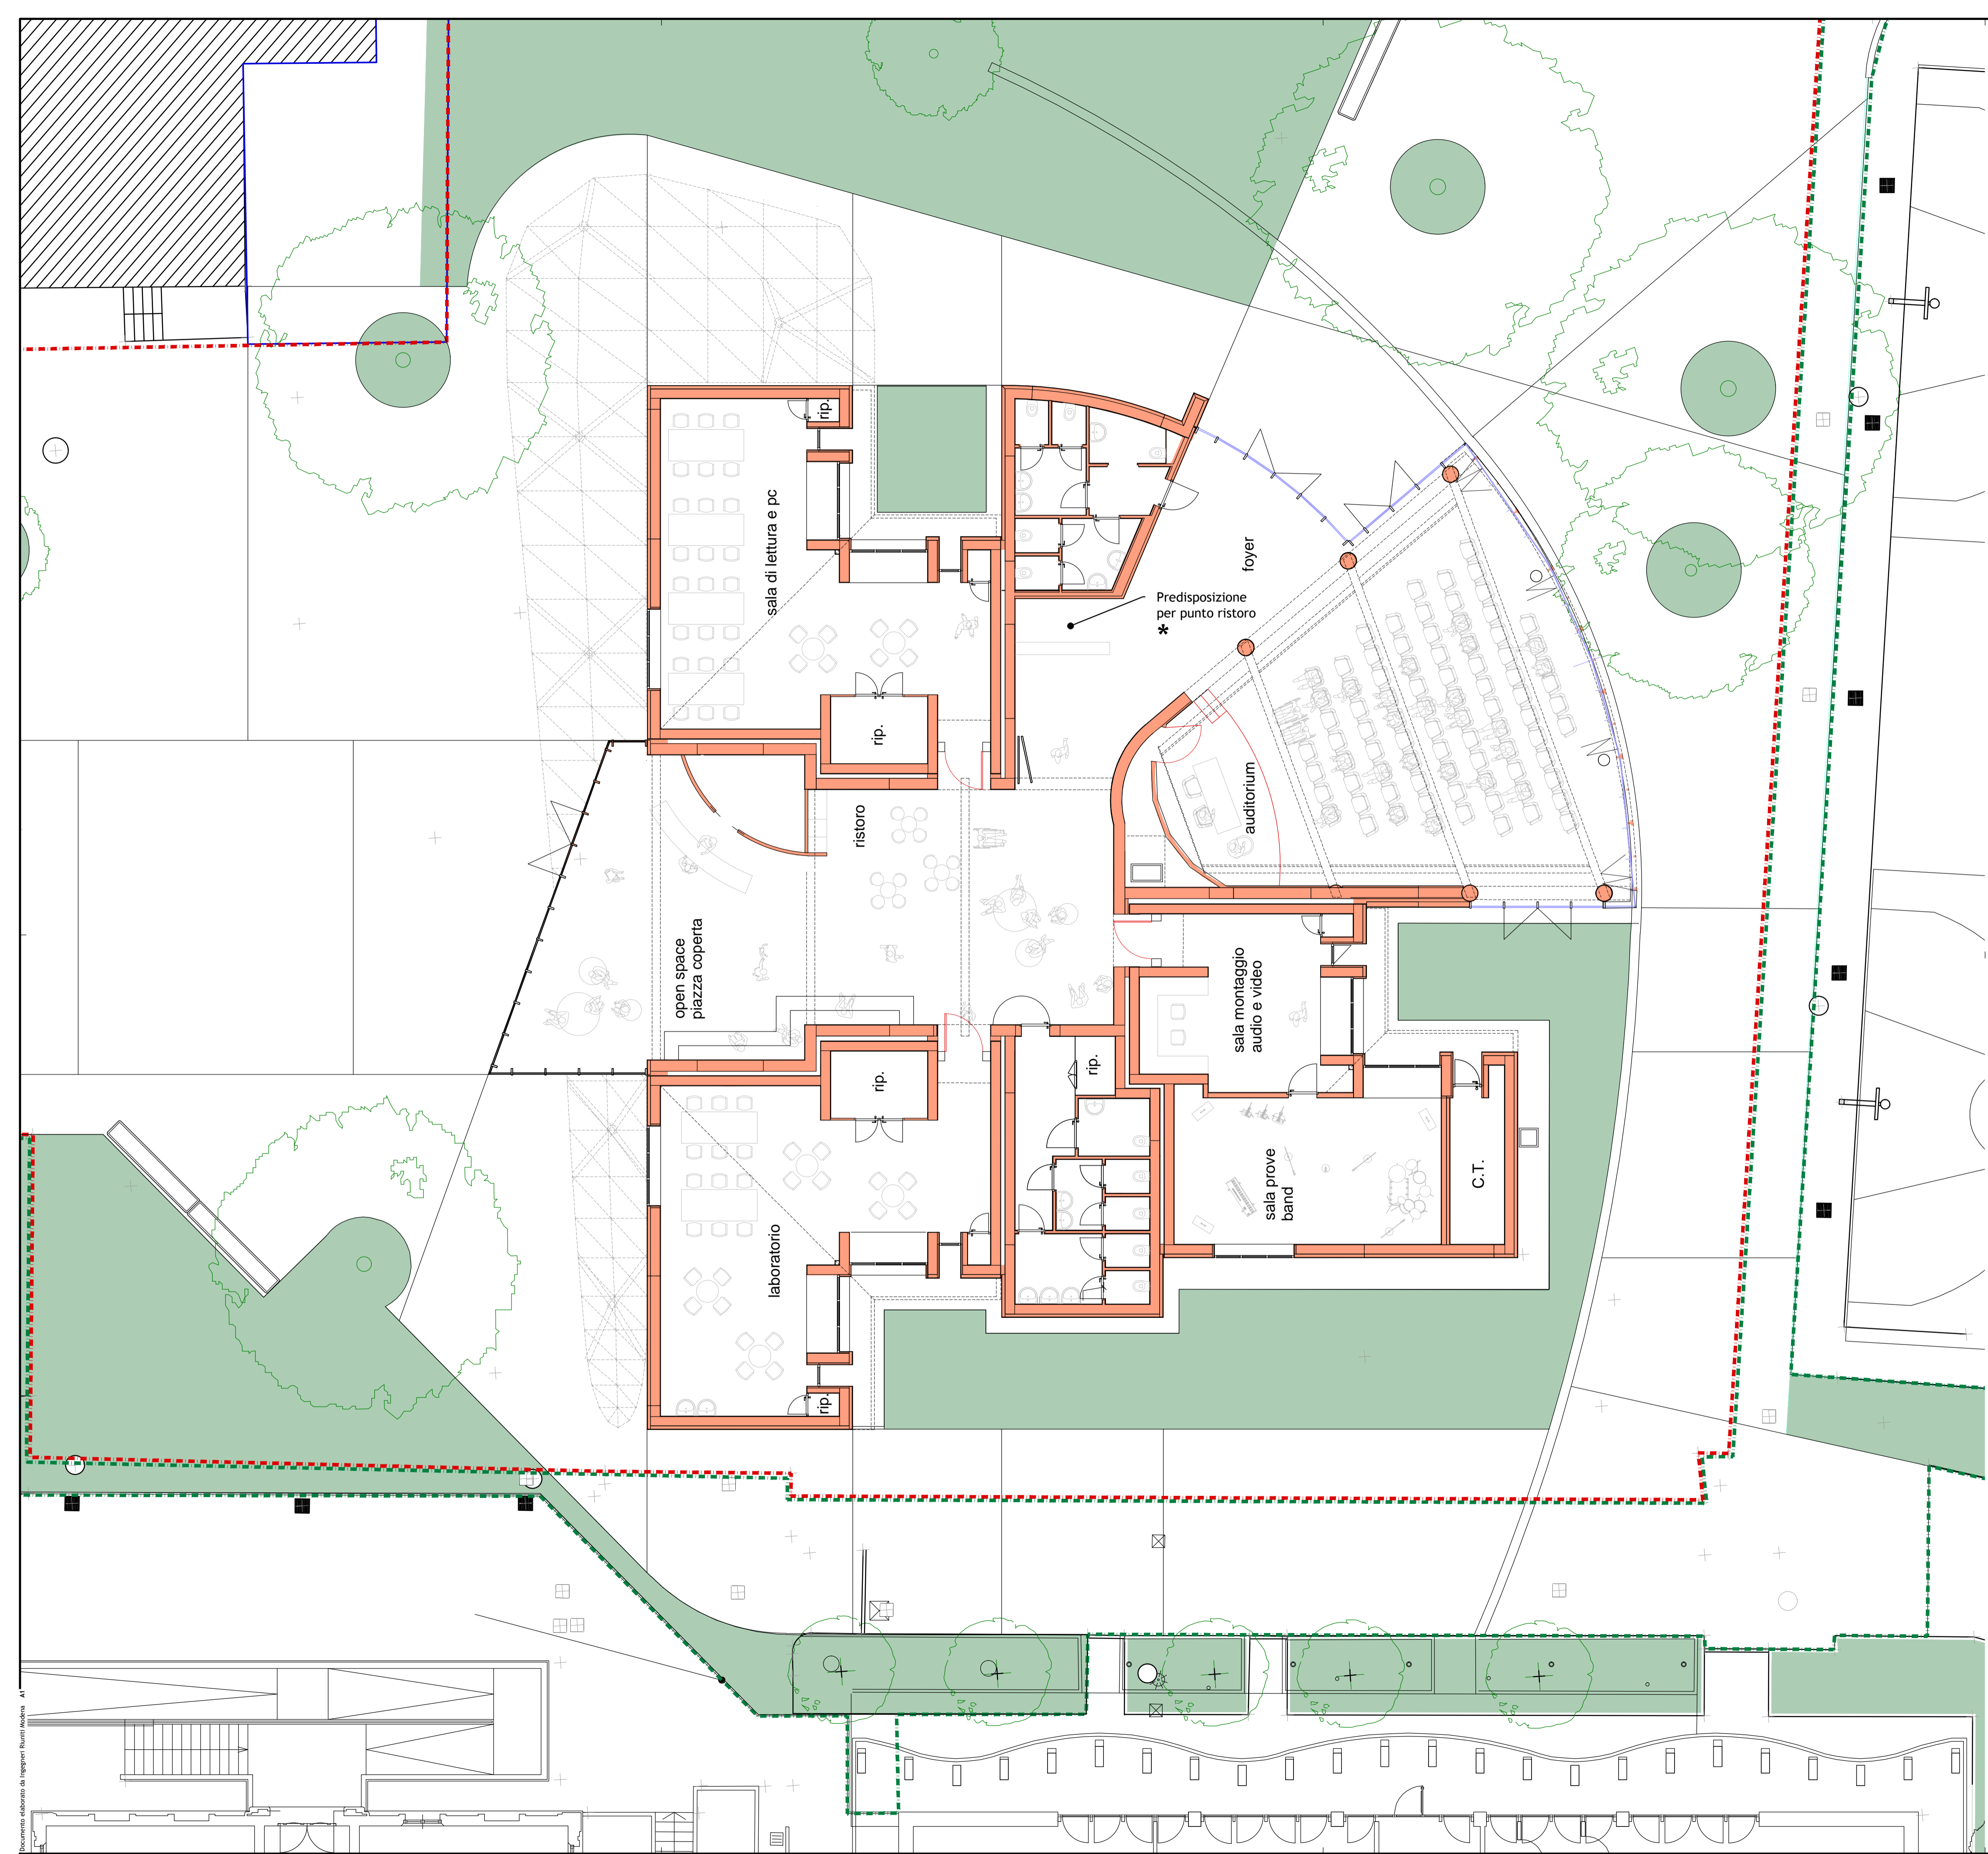 rip.
sala di lettura e pc
foyer
Predisposizione
per punto ristoro
*
rip.
auditorium
ristoro
open space
piazza coperta
sala montaggio
audio e video
rip.
rip.
C.T.
sala prove
band
laboratorio
rip.
Documento elaborato da Ingegneri Riuniti Modena A1